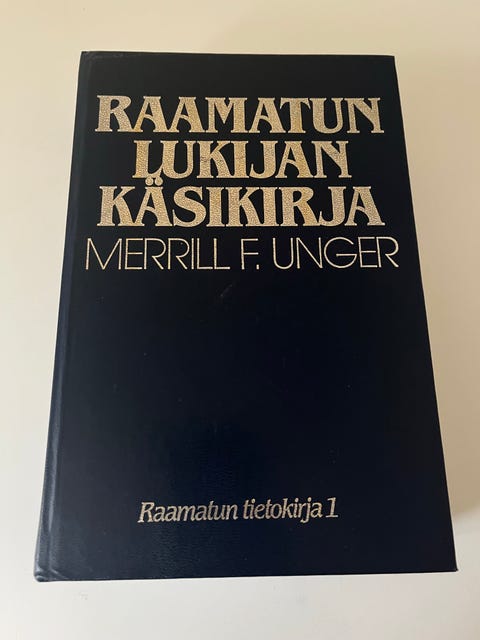 RAAMATUN
LUKIJAN
KÄSIKIRJA
MERRILL F. UNGER
Raamatun tietokirja 1